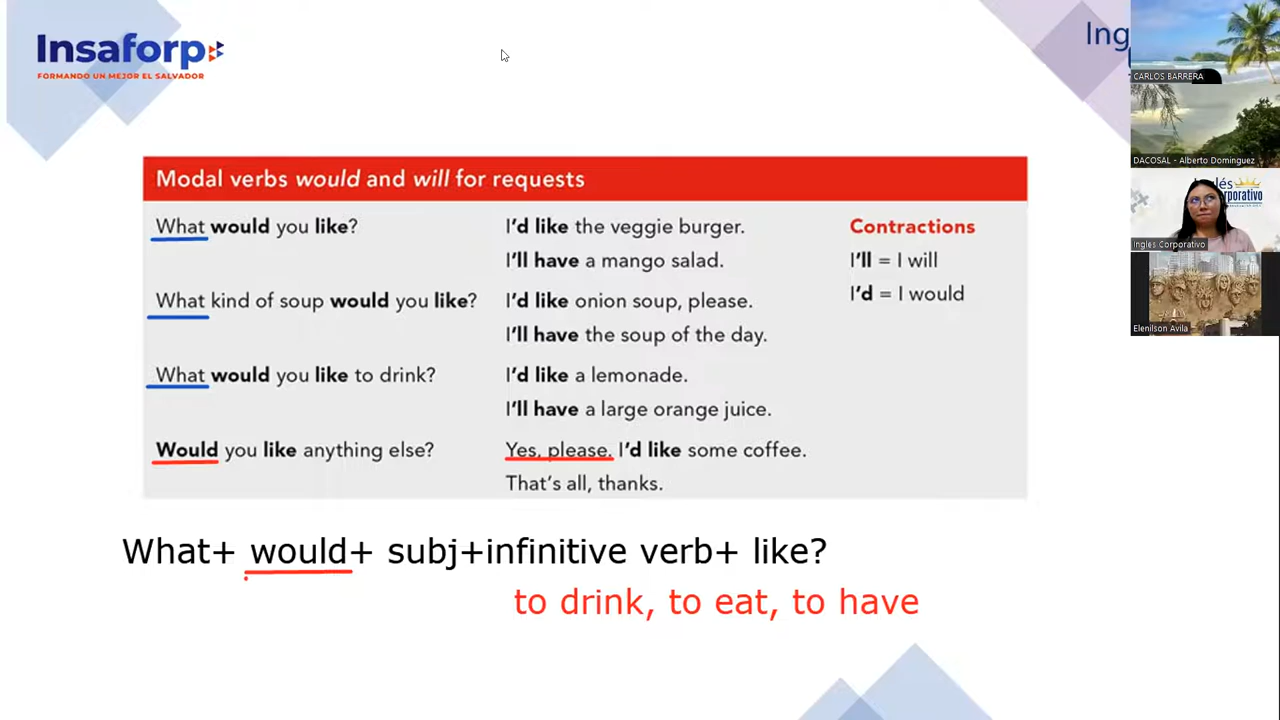 Insaforp
FORMANDO UN MEJOR EL SALVADOR
Ing
Modal verbs would and will for requests
What would you like?
I'd like the veggie burger.
I'll have a mango salad.
What kind of soup would you like?
I'd like onion soup, please.
I'll have the soup of the day.
What would you like to drink?
I'd like a lemonade.
I'll have a large orange juice.
Would you like anything else?
Yes, please. I'd like some coffee.
That's all, thanks.
Contractions
I'll = I will
I'd = I would
What+ would+ subj+infinitive verb+ like?
to drink, to eat, to have
CARLOS BARRERA
DACOSAL - Alberto Dominguez
Inglés
orporativo
Ingles Corporativo
Elenilson Avila